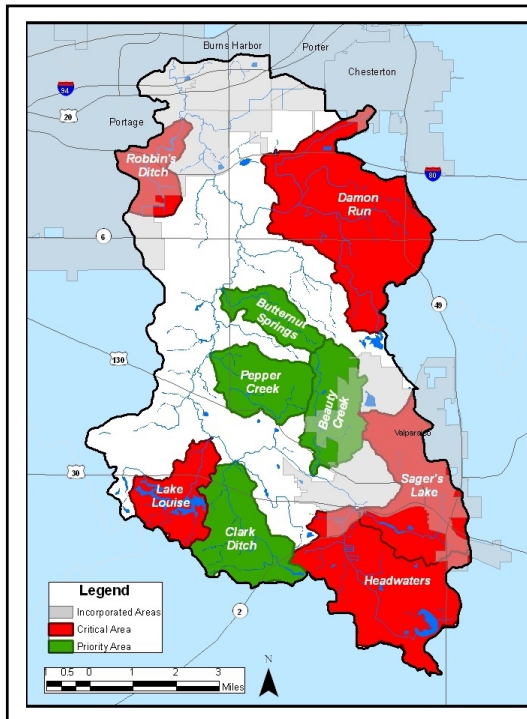 Burns Harbor
Porter
Chesterton
94
20
Portage
Robbin's
Ditch
80
Damon
Run
6
49
Butternut
Springs
130
Pepper
Creek
Beauty
Creek
Valparaiso
30
Lake
Louise
Sager's
Lake
Clark
Ditch
Headwaters
2
Legend
Incorporated Areas
Critical Area
Priority Area
1 0.5 0 1 2 3
Miles
N